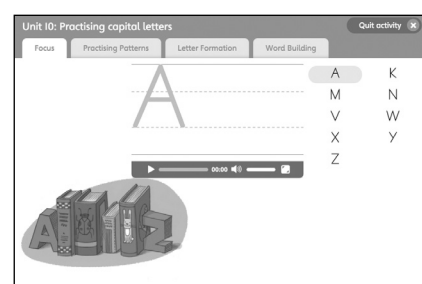 Unit 10: Practising capital letters
Quit activity X
Focus
Practising Patterns
Letter Formation
Word Building
A
A K
M N
V W
X Y
Z
00:00
A Z